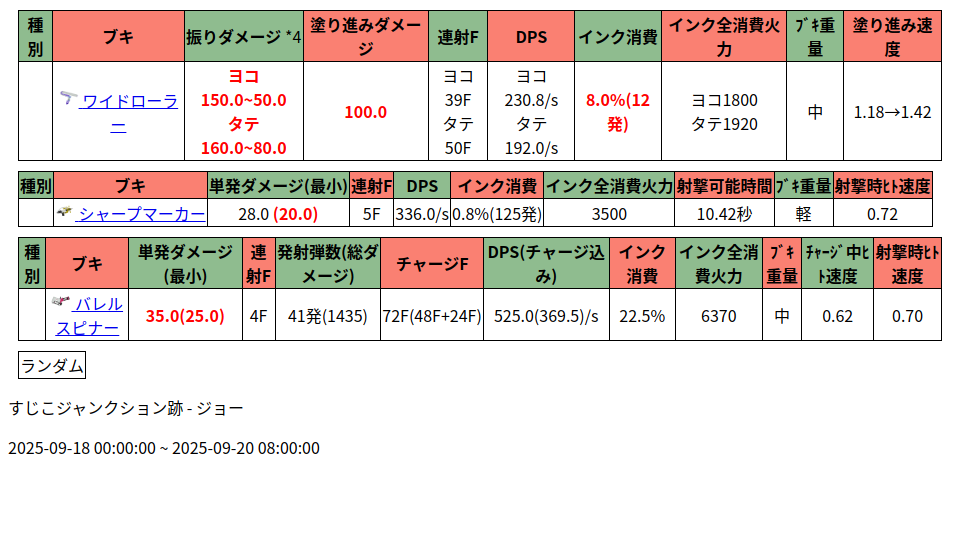 種別 ブキ 振りダメージ *4 塗り進みダメージ 連射F DPS インク消費 インク全消費火力 ﾌﾞｷ重量 塗り進み速度
ワイドローラー ヨコ 150.0~50.0 タテ 160.0~80.0 100.0 ヨコ 39F タテ 50F ヨコ 230.8/s タテ 192.0/s 8.0%(12発) ヨコ1800 タテ1920 中 1.18→1.42
種別 ブキ 単発ダメージ(最小) 連射F DPS インク消費 インク全消費火力 射撃可能時間 ﾌﾞｷ重量 射撃時ﾋﾄ速度
シャープマーカー 28.0 (20.0) 5F 336.0/s 0.8%(125発) 3500 10.42秒 軽 0.72
種別 ブキ 単発ダメージ(最小) 連射F 発射弾数(総ダメージ) チャージF DPS(チャージ込み) インク消費 インク全消費火力 ﾌﾞｷ重量 ﾁｬｰｼﾞ中ﾋﾄ速度 射撃時ﾋﾄ速度
バレルスピナー 35.0(25.0) 4F 41発(1435) 72F(48F+24F) 525.0(369.5)/s 22.5% 6370 中 0.62 0.70
ランダム
すじこジャンクション跡 - ジョー
2025-09-18 00:00:00 ~ 2025-09-20 08:00:00